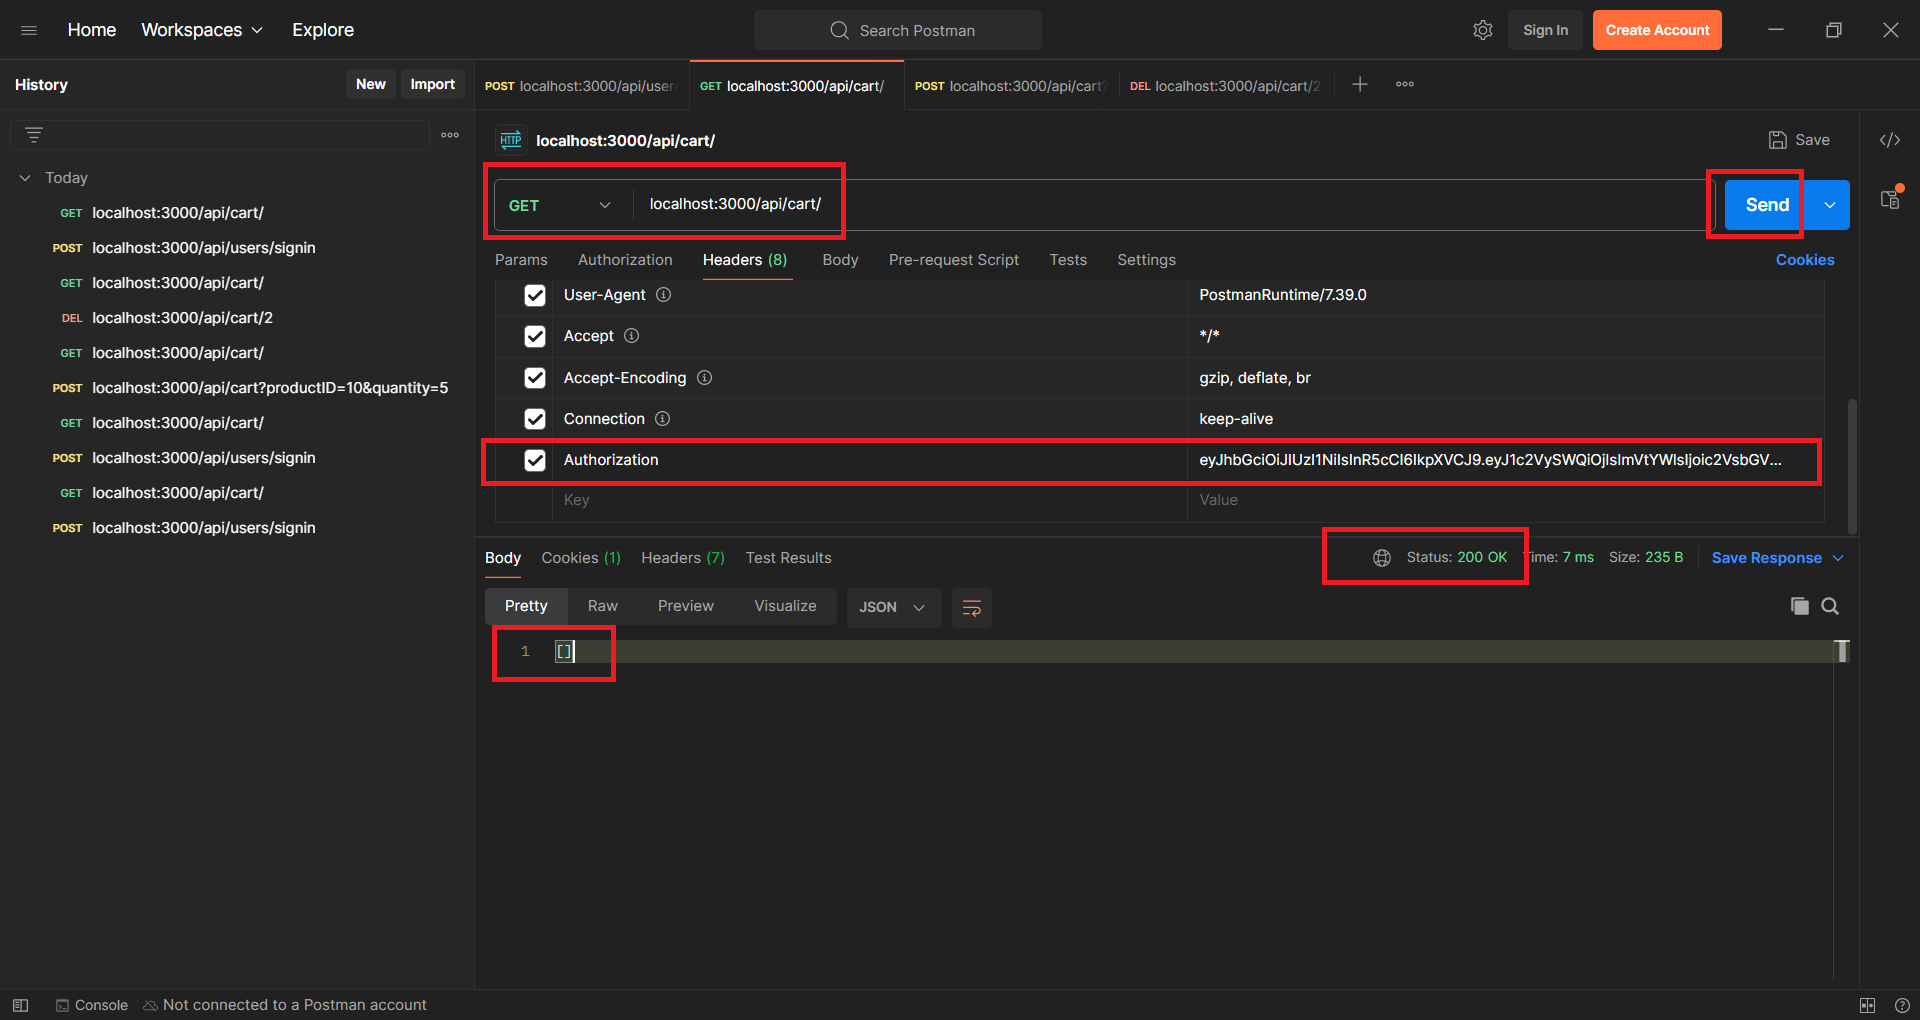 Home Workspaces Explore Search Postman Sign In Create Account
History New Import
POST localhost:3000/api/user GET localhost:3000/api/cart/ POST localhost:3000/api/cart? DEL localhost:3000/api/cart/2
HTTP localhost:3000/api/cart/ Save
Today
GET localhost:3000/api/cart/
POST localhost:3000/api/users/signin
GET localhost:3000/api/cart/
DEL localhost:3000/api/cart/2
GET localhost:3000/api/cart/
POST localhost:3000/api/cart?productID=10&quantity=5
GET localhost:3000/api/cart/
POST localhost:3000/api/users/signin
GET localhost:3000/api/cart/
POST localhost:3000/api/users/signin
GET localhost:3000/api/cart/ Send
Params Authorization Headers (8) Body Pre-request Script Tests Settings Cookies
User-Agent PostmanRuntime/7.39.0
Accept */*
Accept-Encoding gzip, deflate, br
Connection keep-alive
Authorization eyJhbGciOiJIUzI1NiIsInR5cCI6IkpXVCJ9.eyJ1c2VySWQiOjIsImVtYWlsIjoic2VsbGV...
Key Value
Body Cookies (1) Headers (7) Test Results Status: 200 OK Time: 7 ms Size: 235 B Save Response
Pretty Raw Preview Visualize JSON
1 []
Console Not connected to a Postman account